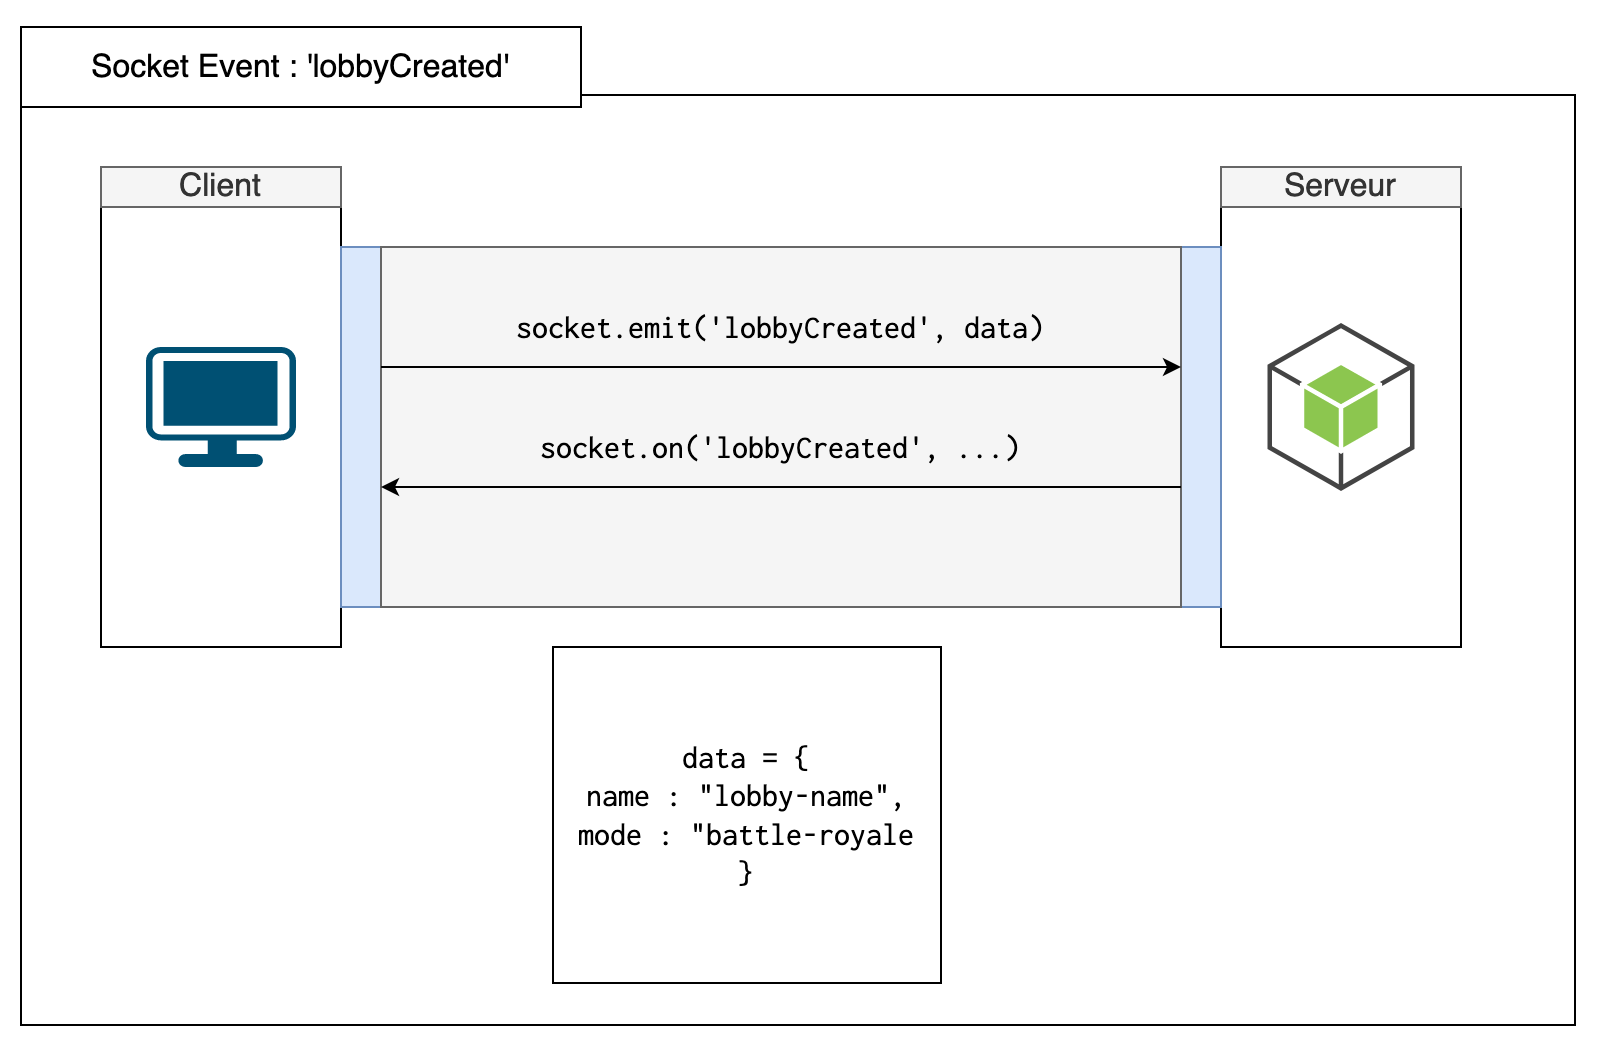 Socket Event : 'lobbyCreated'
Client
Serveur
socket.emit('lobbyCreated', data)
socket.on('lobbyCreated', ...)
data = {
name : "lobby-name",
mode : "battle-royale
}